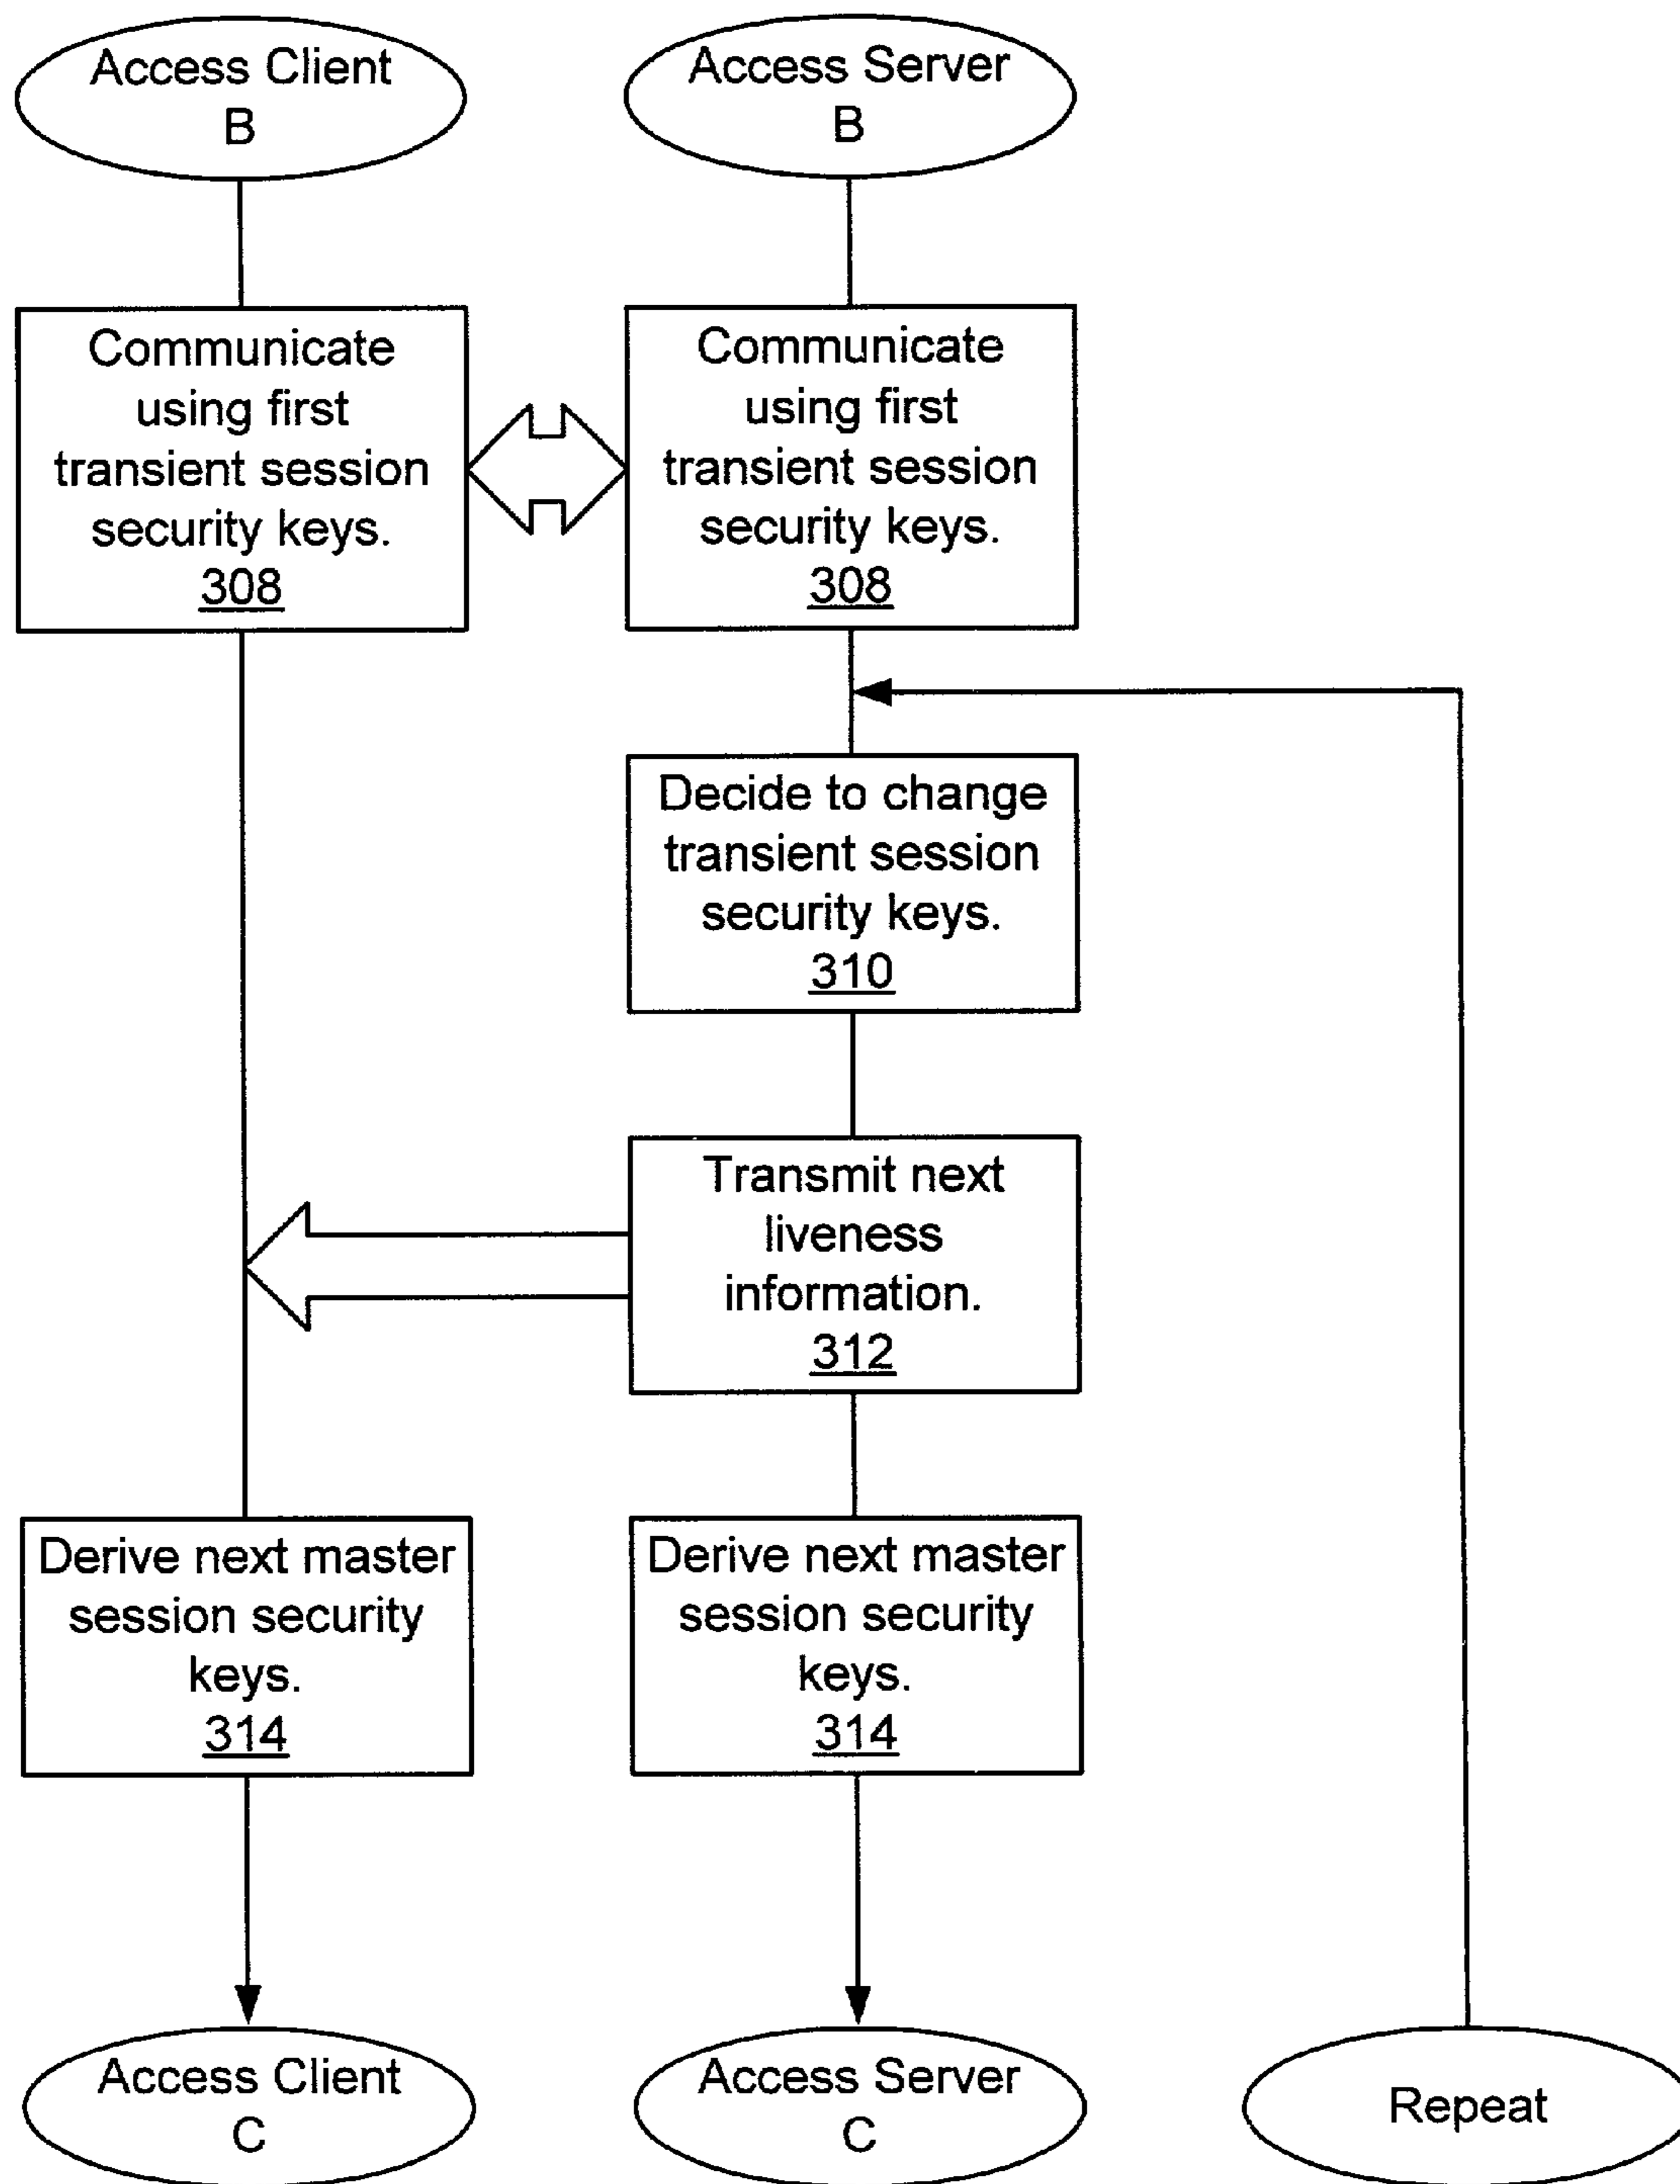 Access Client
B
Access Server
B
Communicate
using first
transient session
security keys.
308
Communicate
using first
transient session
security keys.
308
Decide to change
transient session
security keys.
310
Transmit next
liveness
information.
312
Derive next master
session security
keys.
314
Derive next master
session security
keys.
314
Access Client
C
Access Server
C
Repeat